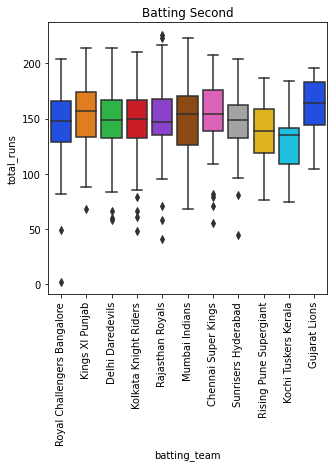 Batting Second
total_runs
200
150
100
50
0
Royal Challengers Bangalore
Kings XI Punjab
Delhi Daredevils
Kolkata Knight Riders
Rajasthan Royals
Mumbai Indians
Chennai Super Kings
Sunrisers Hyderabad
Rising Pune Supergiant
Kochi Tuskers Kerala
Gujarat Lions
batting_team